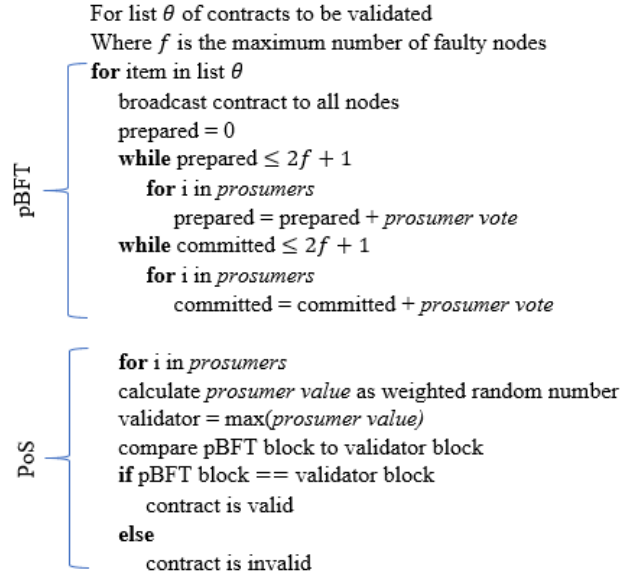 For list θ of contracts to be validated
Where f is the maximum number of faulty nodes
for item in list θ
broadcast contract to all nodes
prepared = 0
while prepared ≤ 2f + 1
for i in prosumers
prepared = prepared + prosumer vote
while committed ≤ 2f + 1
for i in prosumers
committed = committed + prosumer vote
pBFT
for i in prosumers
calculate prosumer value as weighted random number
validator = max(prosumer value)
compare pBFT block to validator block
if pBFT block == validator block
contract is valid
else
contract is invalid
PoS